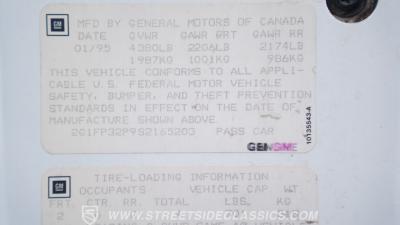 GM
MFD BY GENERAL MOTORS OF CANADA
DATE GVWR GAWR FRT GAWR RR
01/95 4380LB 2206LB 2174LB
1987KG 1001KG 986KG
THIS VEHICLE CONFORMS TO ALL APPLI-
CABLE U.S. FEDERAL MOTOR VEHICLE
SAFETY, BUMPER, AND THEFT PREVENTION
STANDARDS IN EFFECT ON THE DATE OF
MANUFACTURE SHOWN ABOVE.
2G1FP32P9S2165203 PASS CAR
10135543-A
GM
TIRE-LOADING INFORMATION
OCCUPANTS VEHICLE CAP. WT.
FRT. CTR. RR. TOTAL LBS. KG
2
WWW.STREETSIDECLASSICS.COM